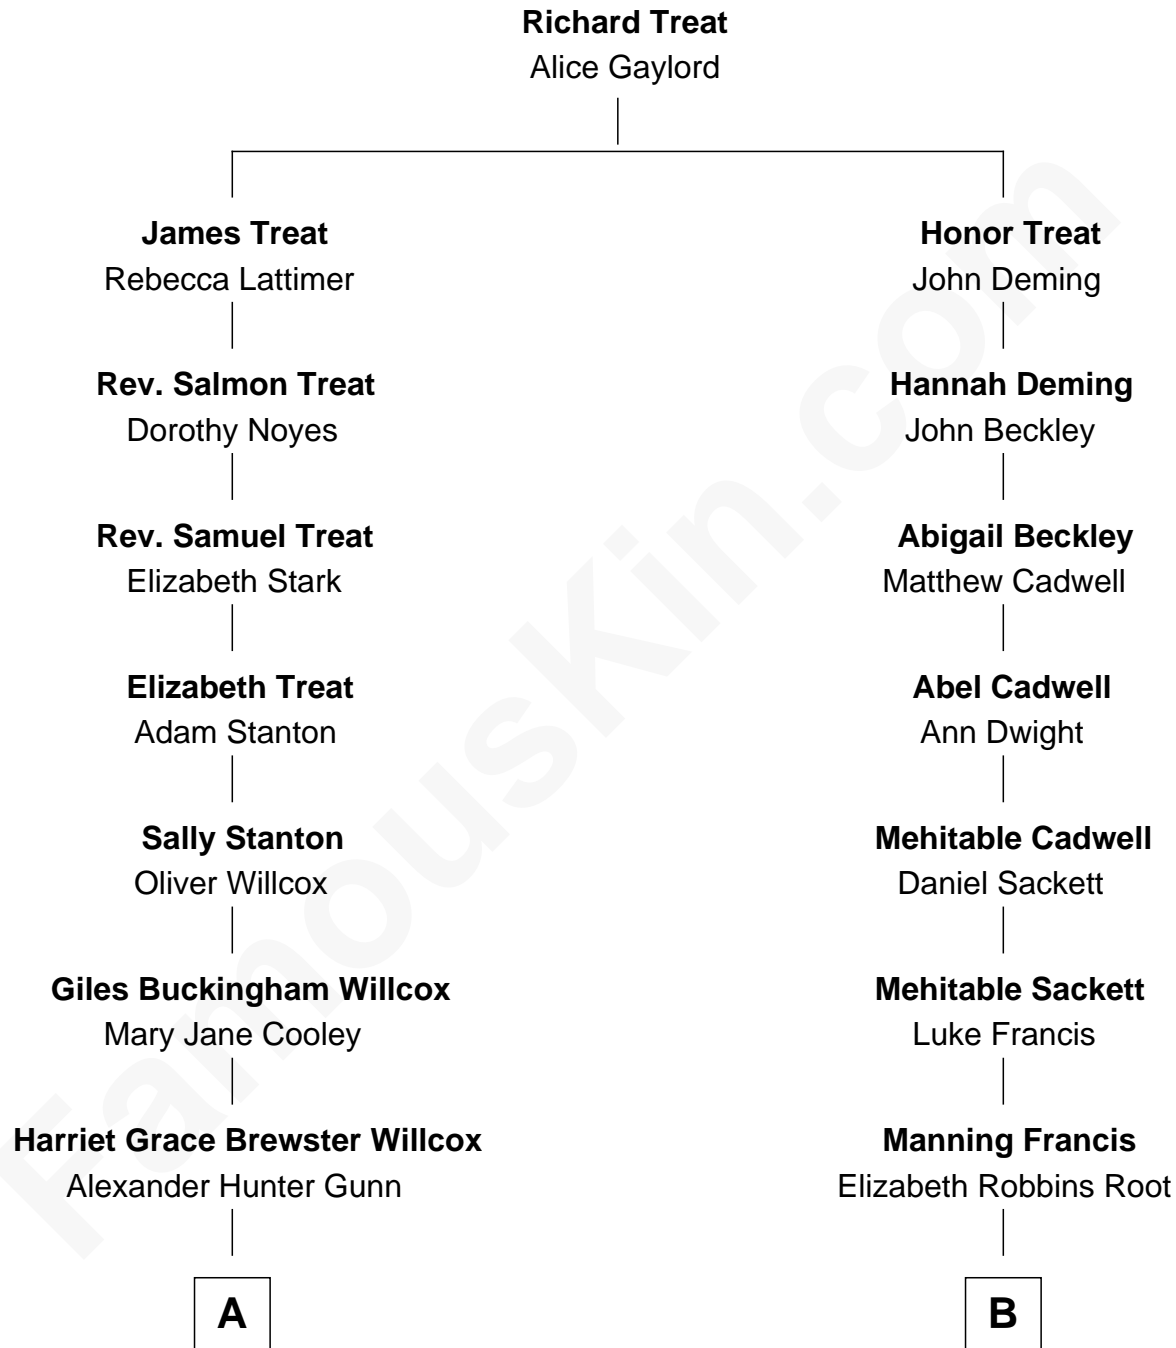 Richard Treat
Alice Gaylord
James Treat
Rebecca Lattimer
Honor Treat
John Deming
Rev. Salmon Treat
Dorothy Noyes
Hannah Deming
John Beckley
Rev. Samuel Treat
Elizabeth Stark
Abigail Beckley
Matthew Cadwell
Elizabeth Treat
Adam Stanton
Abel Cadwell
Ann Dwight
Sally Stanton
Oliver Willcox
Mehitable Cadwell
Daniel Sackett
Giles Buckingham Willcox
Mary Jane Cooley
Mehitable Sackett
Luke Francis
Harriet Grace Brewster Willcox
Alexander Hunter Gunn
Manning Francis
Elizabeth Robbins Root
A
B
FamousKin.com